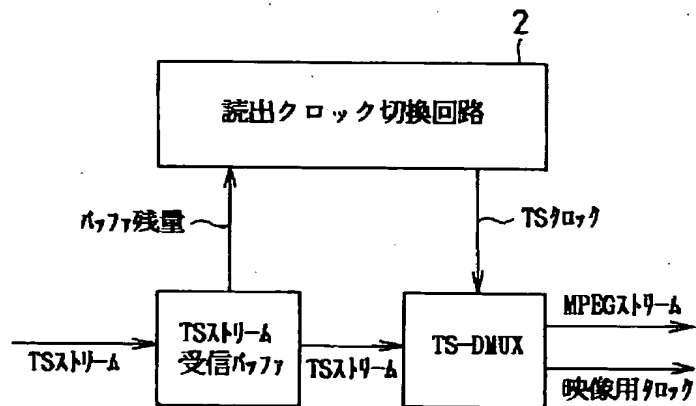 2
読出クロック切換回路
バッファ残量
TSクロック
TSストリーム
TSストリーム
受信バッファ
TSストリーム
TS-DMUX
MPEGストリーム
映像用クロック